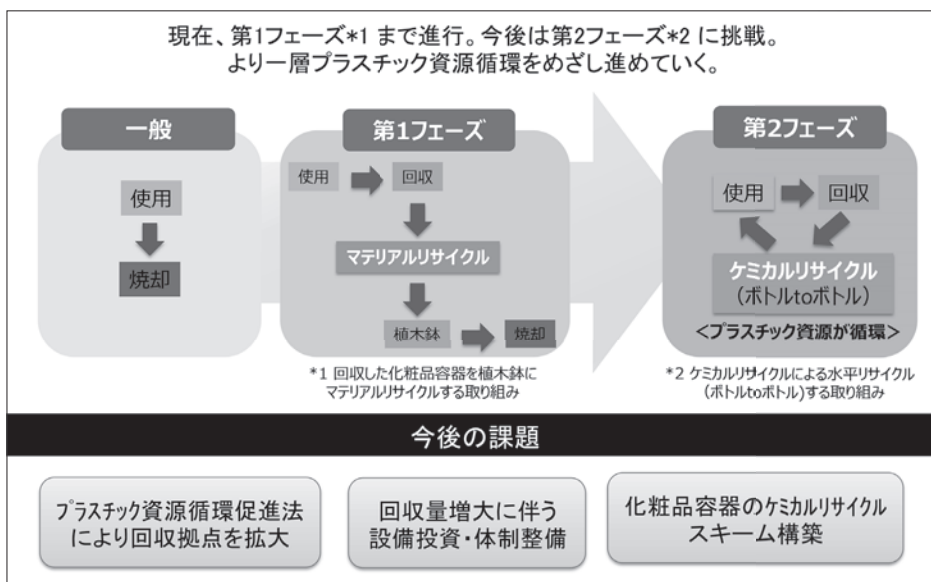 現在、第1フェーズ*1 まで進行。今後は第2フェーズ*2 に挑戦。
より一層プラスチック資源循環をめざし進めていく。
一般
使用
焼却
第1フェーズ
使用
回収
マテリアルリサイクル
植木鉢
焼却
*1 回収した化粧品容器を植木鉢に
マテリアルリサイクルする取り組み
第2フェーズ
使用
回収
ケミカルリサイクル
(ボトルtoボトル)
<プラスチック資源が循環>
*2 ケミカルリサイクルによる水平リサイクル
(ボトルtoボトル)する取り組み
今後の課題
プラスチック資源循環促進法
により回収拠点を拡大
回収量増大に伴う
設備投資・体制整備
化粧品容器のケミカルリサイクル
スキーム構築